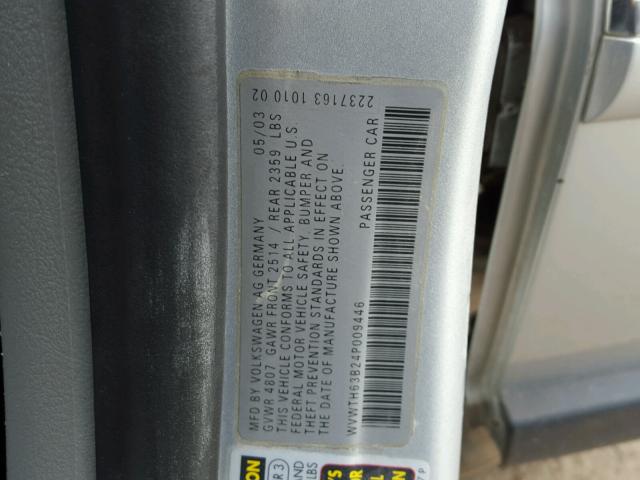 2237163 1010 02
MFD BY VOLKSWAGEN AG GERMANY 05/03
GVWR 4807 GAWR FRONT 2514 / REAR 2359 LBS
THIS VEHICLE CONFORMS TO ALL APPLICABLE U.S
FEDERAL MOTOR VEHICLE SAFETY, BUMPER AND
THEFT PREVENTION STANDARDS IN EFFECT ON
THE DATE OF MANUFACTURE SHOWN ABOVE.
WVWTH63B24P009446 PASSENGER CAR